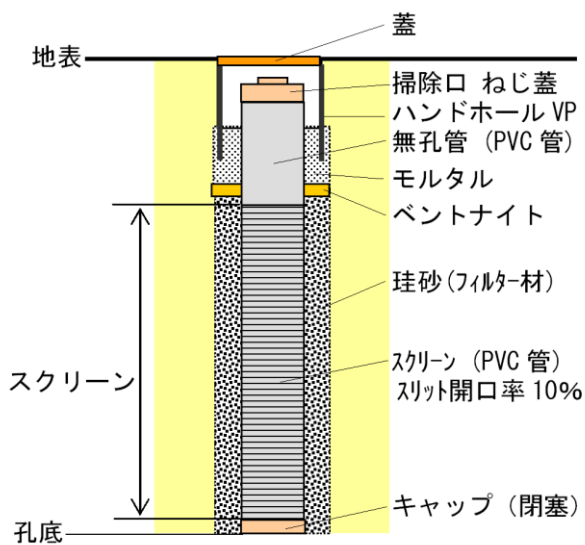 蓋
地表
掃除口 ねじ蓋
ハンドホール VP
無孔管 (PVC 管)
モルタル
ベントナイト
珪砂(フィルター材)
スクリーン
スクリーン (PVC 管)
スリット開口率 10%
キャップ (閉塞)
孔底